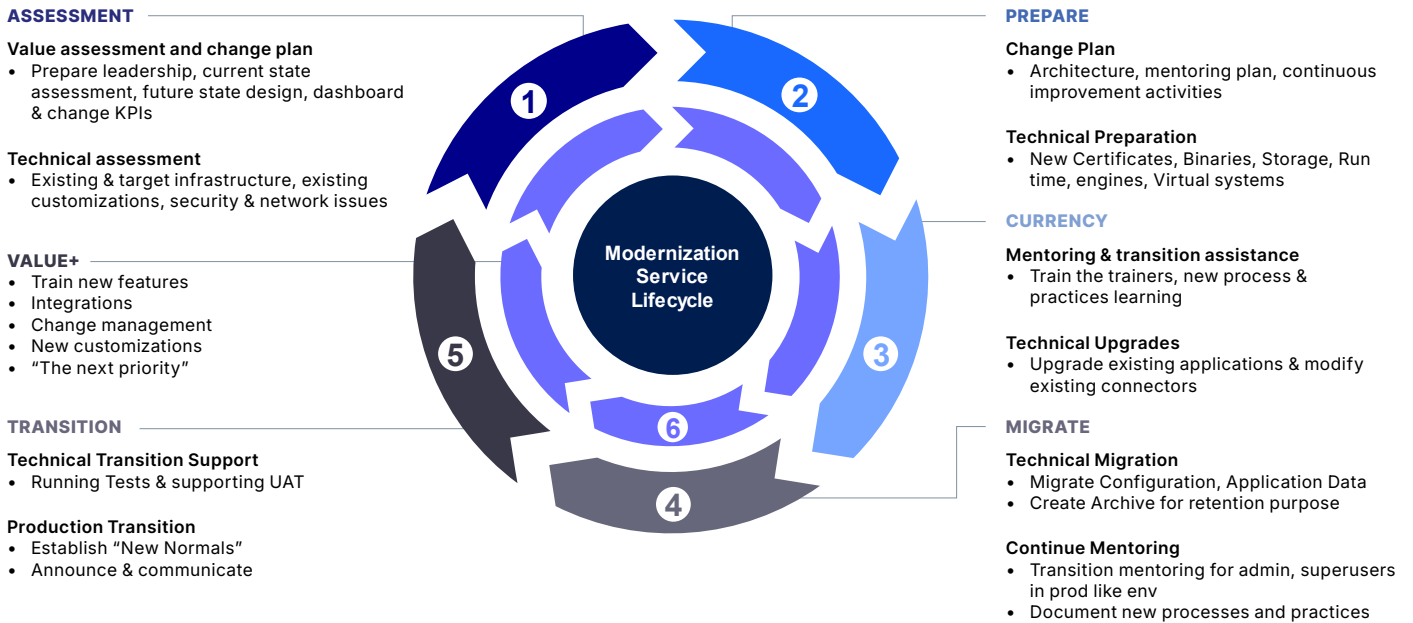 ASSESSMENT
Value assessment and change plan
• Prepare leadership, current state
assessment, future state design, dashboard
& change KPIs
Technical assessment
• Existing & target infrastructure, existing
customizations, security & network issues
VALUE+
• Train new features
• Integrations
• Change management
• New customizations
• “The next priority”
TRANSITION
Technical Transition Support
• Running Tests & supporting UAT
Production Transition
• Establish “New Normals”
• Announce & communicate
1
2
3
4
5
6
Modernization
Service
Lifecycle
PREPARE
Change Plan
• Architecture, mentoring plan, continuous
improvement activities
Technical Preparation
• New Certificates, Binaries, Storage, Run
time, engines, Virtual systems
CURRENCY
Mentoring & transition assistance
• Train the trainers, new process &
practices learning
Technical Upgrades
• Upgrade existing applications & modify
existing connectors
MIGRATE
Technical Migration
• Migrate Configuration, Application Data
• Create Archive for retention purpose
Continue Mentoring
• Transition mentoring for admin, superusers
in prod like env
• Document new processes and practices